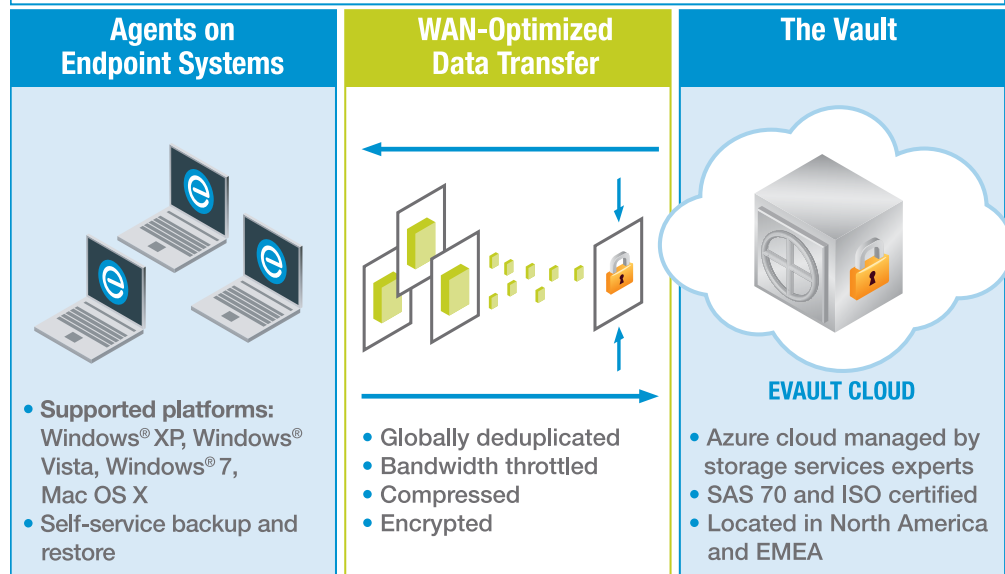 Agents on
Endpoint Systems
e
e
e
• Supported platforms:
Windows® XP, Windows®
Vista, Windows® 7,
Mac OS X
• Self-service backup and
restore
WAN-Optimized
Data Transfer
• Globally deduplicated
• Bandwidth throttled
• Compressed
• Encrypted
The Vault
EVAULT CLOUD
• Azure cloud managed by
storage services experts
• SAS 70 and ISO certified
• Located in North America
and EMEA